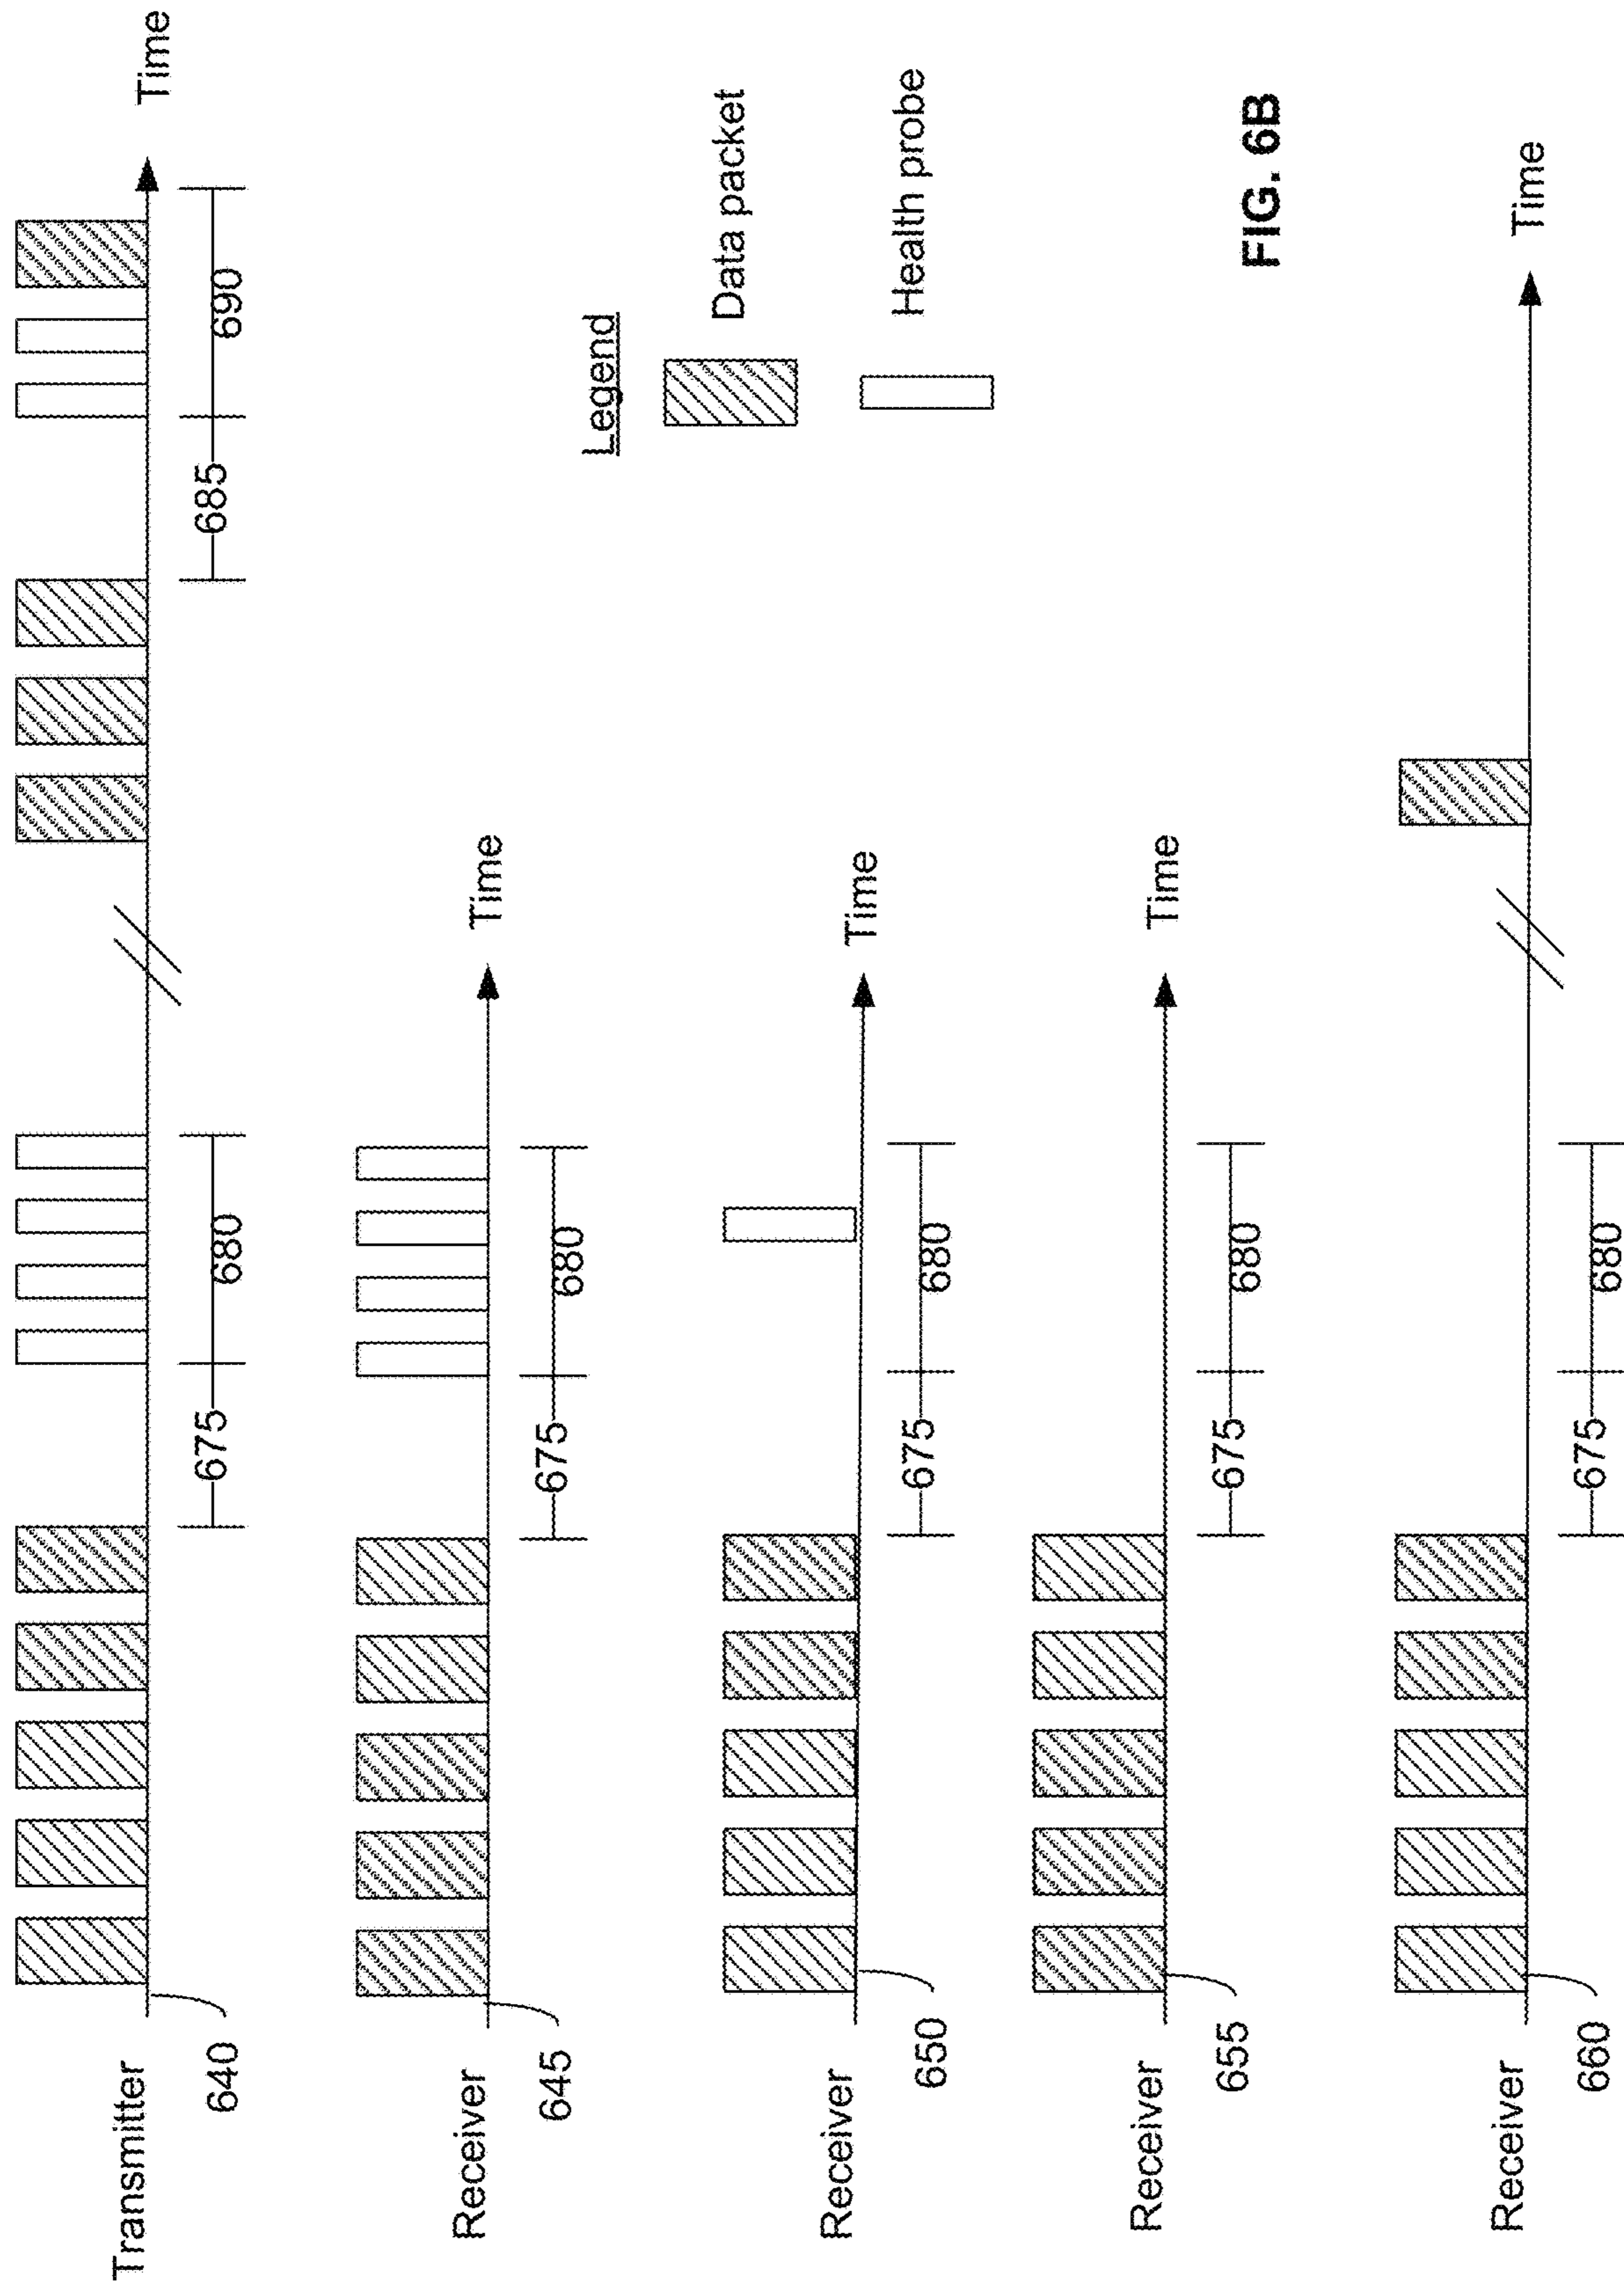 Transmitter
640
675
680
685
690
Time
Receiver
645
675
680
Time
Legend
Data packet
Health probe
Receiver
650
675
680
Time
Receiver
655
675
680
Time
FIG. 6B
Receiver
660
675
680
Time